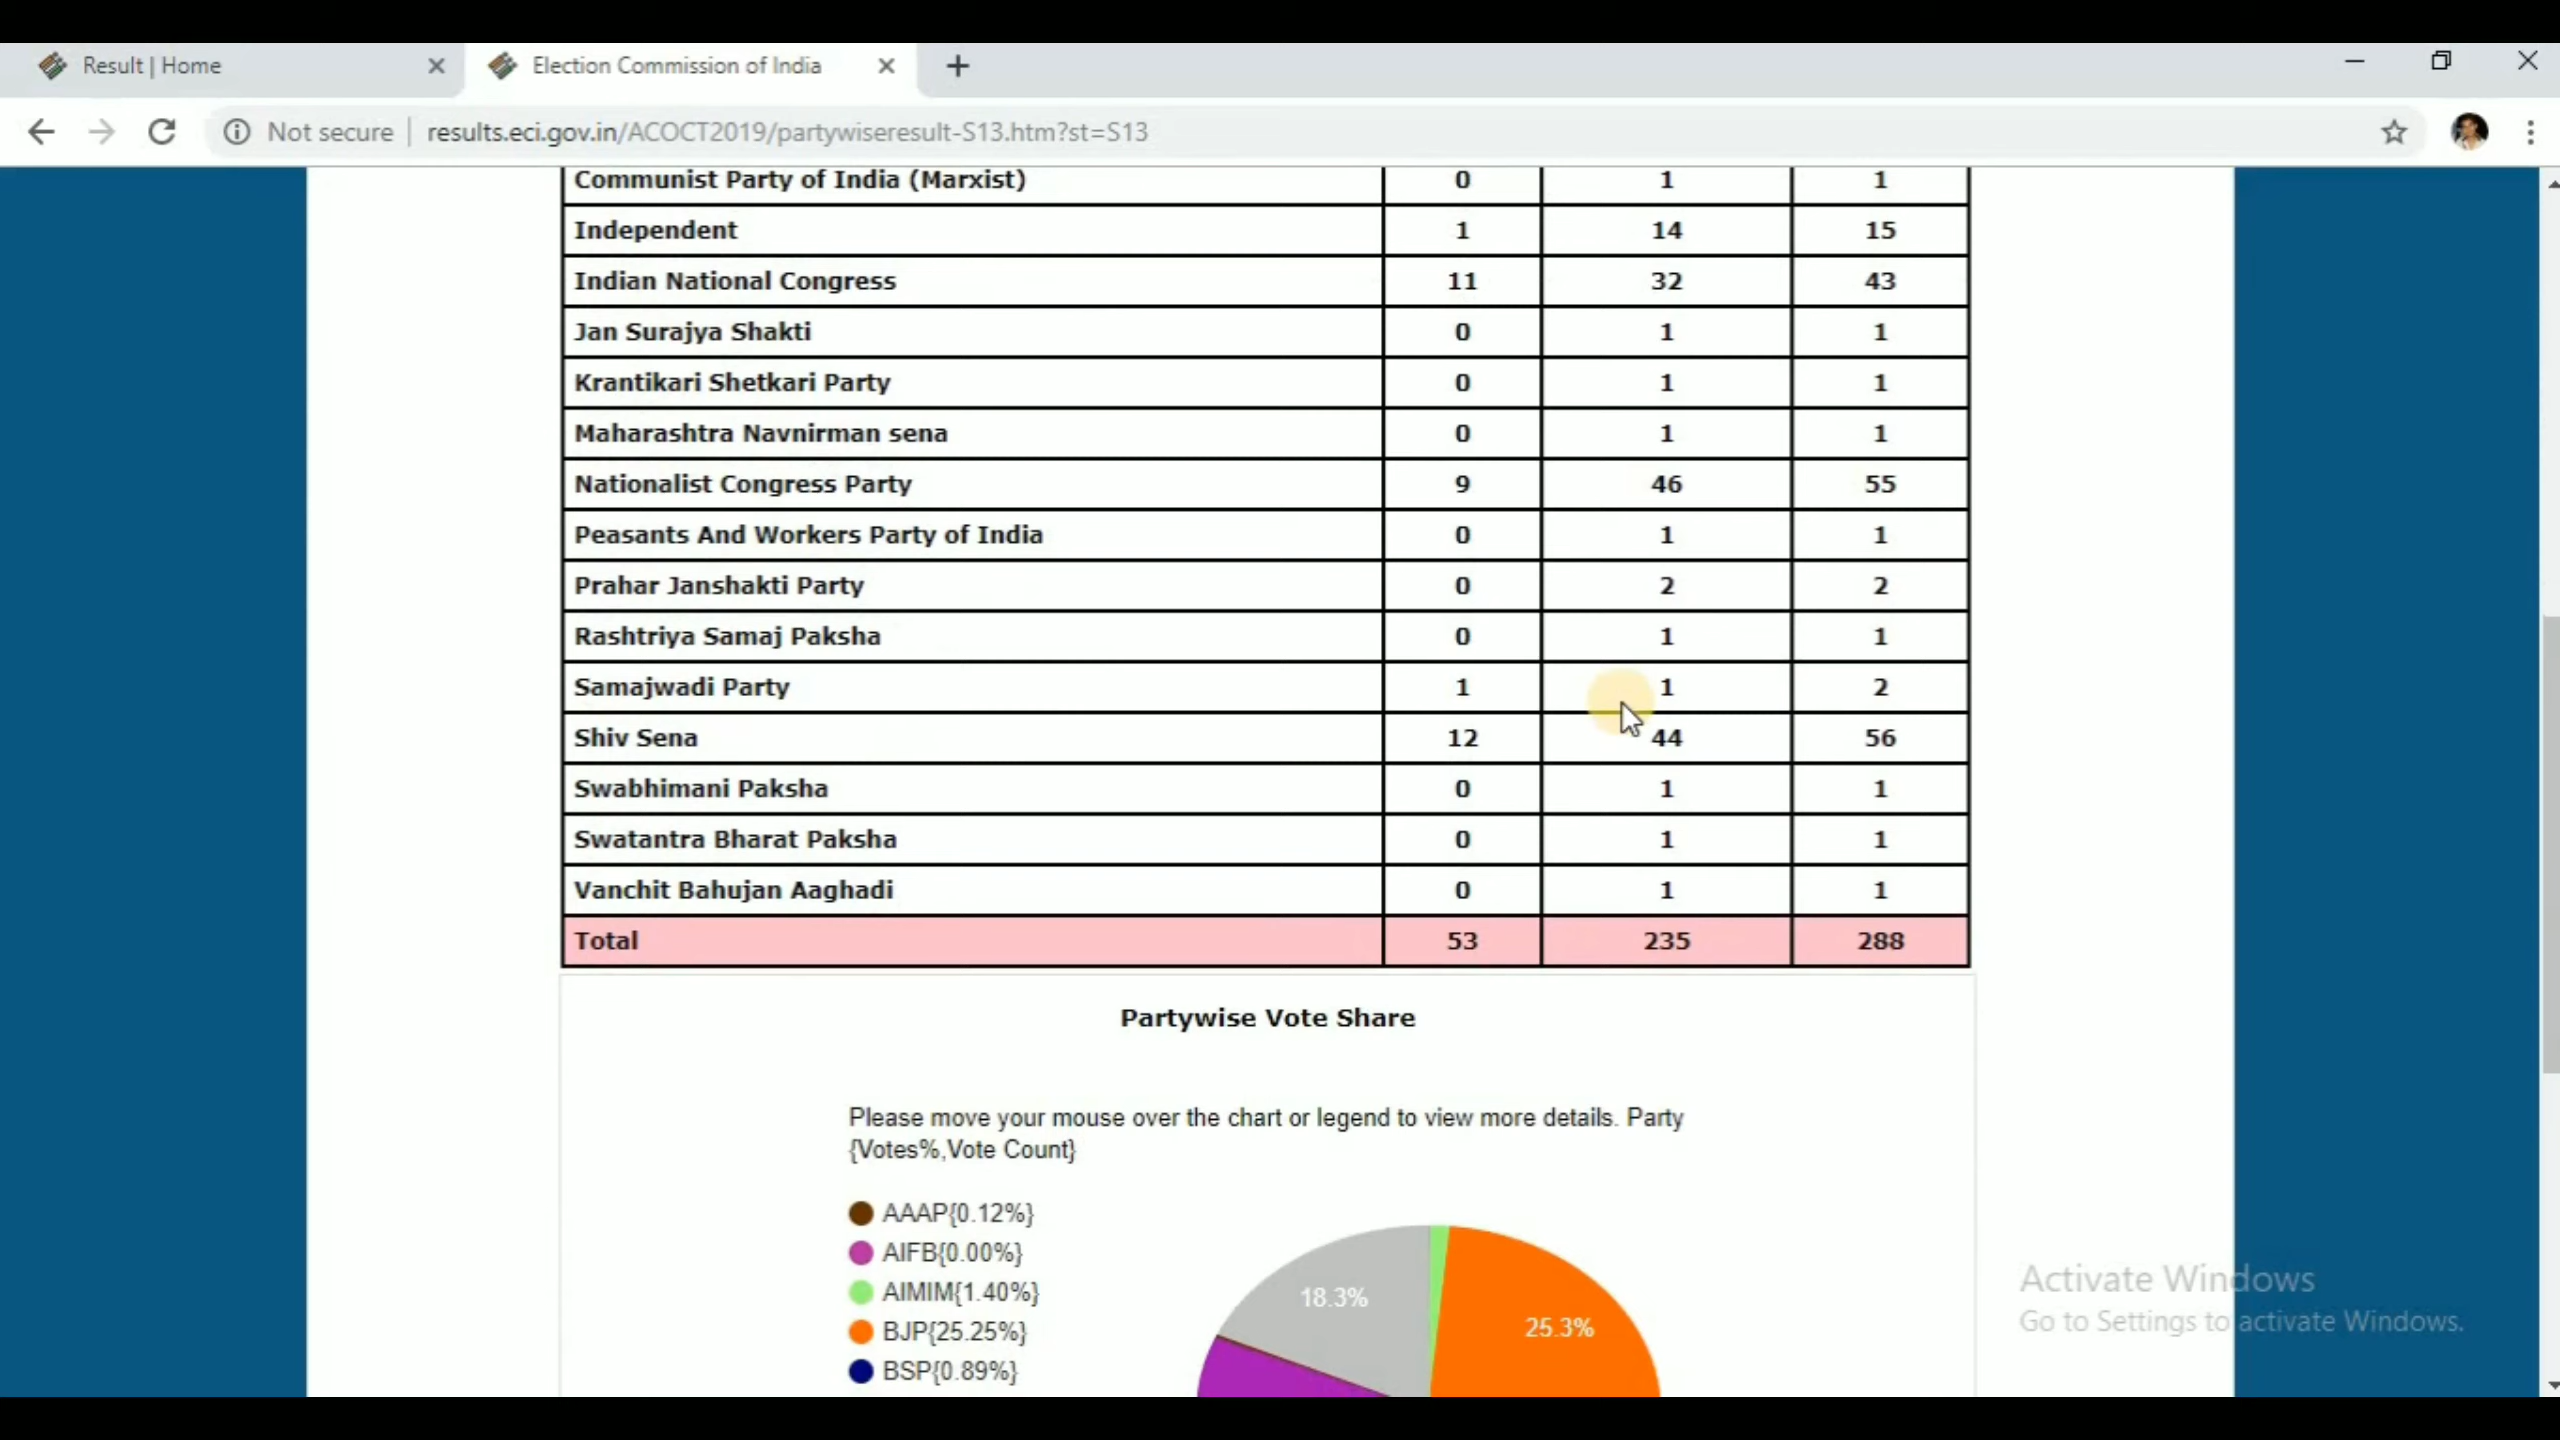 Result | Home
Election Commission of India
Not secure
results.eci.gov.in/ACOCT2019/partywiseresult-S13.htm?st=S13
Communist Party of India (Marxist) 0 1 1
Independent 1 14 15
Indian National Congress 11 32 43
Jan Surajya Shakti 0 1 1
Krantikari Shetkari Party 0 1 1
Maharashtra Navnirman sena 0 1 1
Nationalist Congress Party 9 46 55
Peasants And Workers Party of India 0 1 1
Prahar Janshakti Party 0 2 2
Rashtriya Samaj Paksha 0 1 1
Samajwadi Party 1 1 2
Shiv Sena 12 44 56
Swabhimani Paksha 0 1 1
Swatantra Bharat Paksha 0 1 1
Vanchit Bahujan Aaghadi 0 1 1
Total 53 235 288
Partywise Vote Share
Please move your mouse over the chart or legend to view more details. Party
{Votes%,Vote Count}
AAAP{0.12%}
AIFB{0.00%}
AIMIM{1.40%}
BJP{25.25%}
BSP{0.89%}
18.3%
25.3%
Activate Windows
Go to Settings to activate Windows.